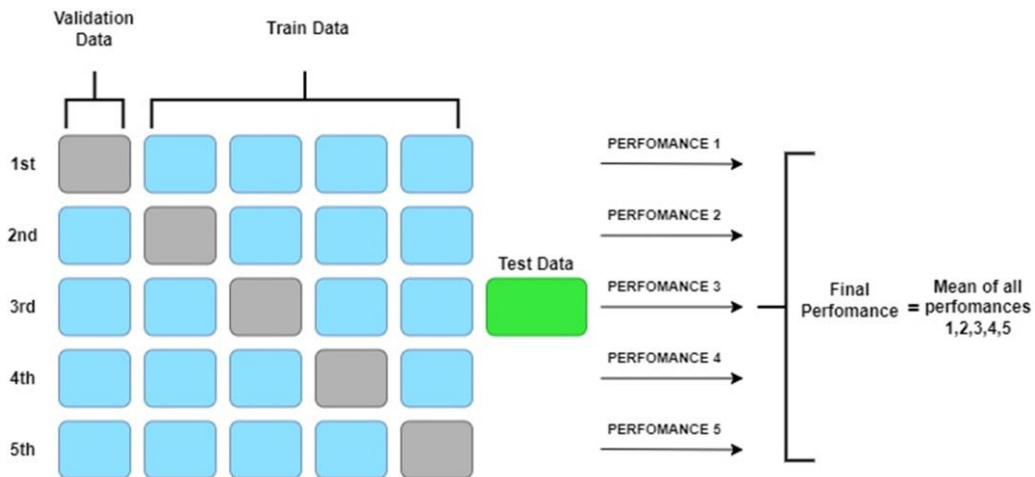 Validation
Data
Train Data
1st
PERFOMANCE 1
2nd
PERFOMANCE 2
Test Data
3rd
PERFOMANCE 3
Final
Perfomance
=
Mean of all
perfomances
1,2,3,4,5
4th
PERFOMANCE 4
5th
PERFOMANCE 5